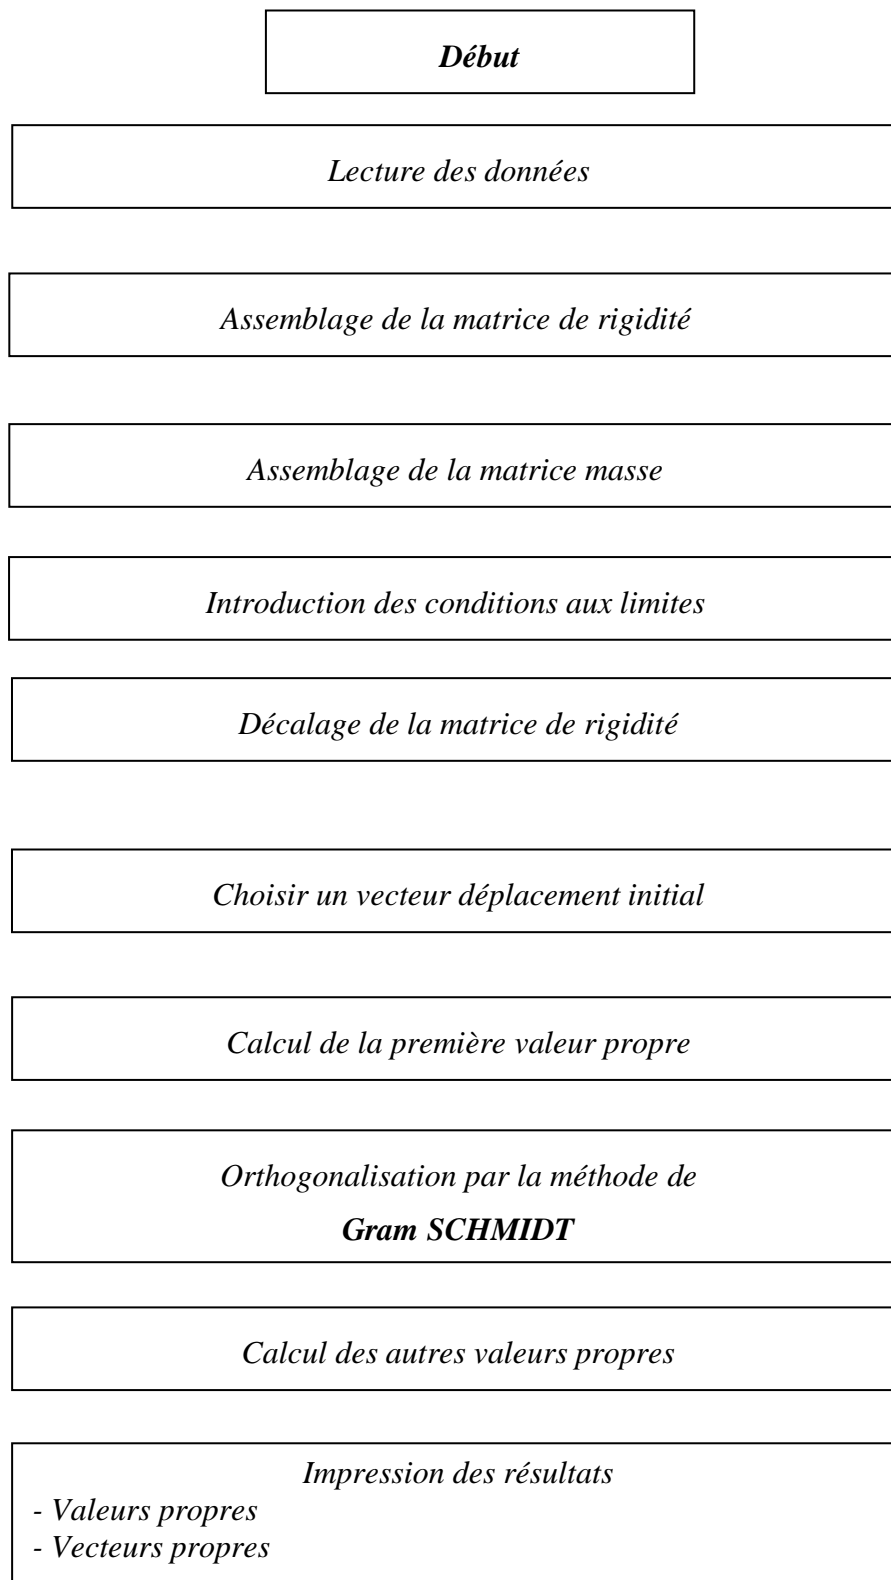 Début
Lecture des données
Assemblage de la matrice de rigidité
Assemblage de la matrice masse
Introduction des conditions aux limites
Décalage de la matrice de rigidité
Choisir un vecteur déplacement initial
Calcul de la première valeur propre
Orthogonalisation par la méthode de
Gram SCHMIDT
Calcul des autres valeurs propres
Impression des résultats
- Valeurs propres
- Vecteurs propres